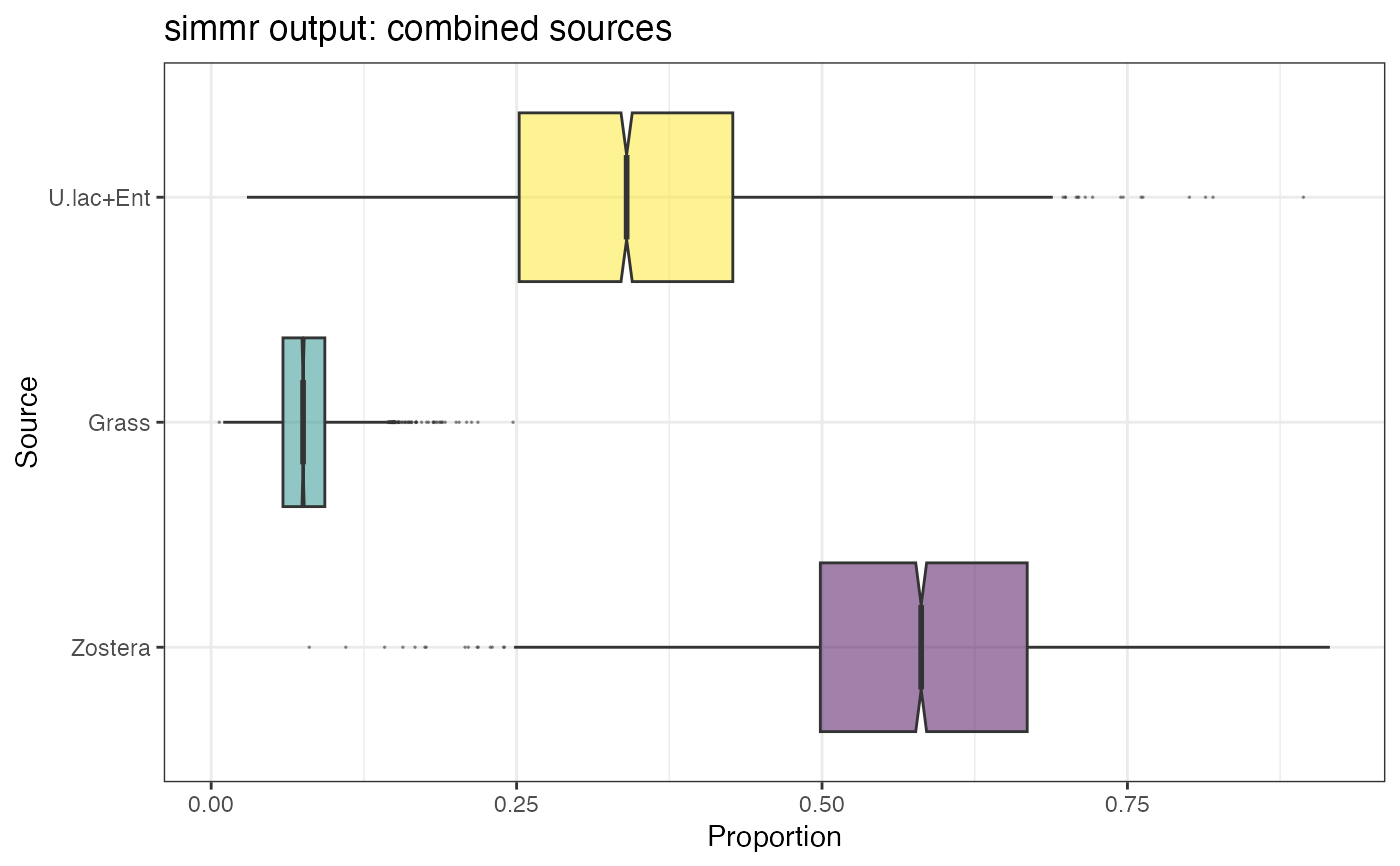 simmr output: combined sources
U.lac+Ent
Grass
Zostera
Source
0.00 0.25 0.50 0.75
Proportion